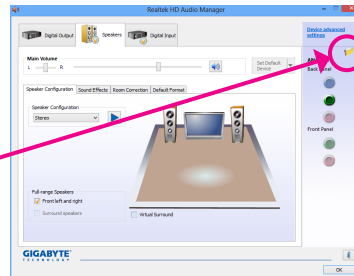 Realtek HD Audio Manager
Digital Output
Speakers
Digital Input
Device advanced
settings
Main Volume
L
R
Set Default
Device
Back Panel
Speaker Configuration
Sound Effects
Room Correction
Default Format
Speaker Configuration
Stereo
Front Panel
Full-range Speakers
Front left and right
Surround speakers
Virtual Surround
GIGABYTE
TECHNOLOGY
i
OK